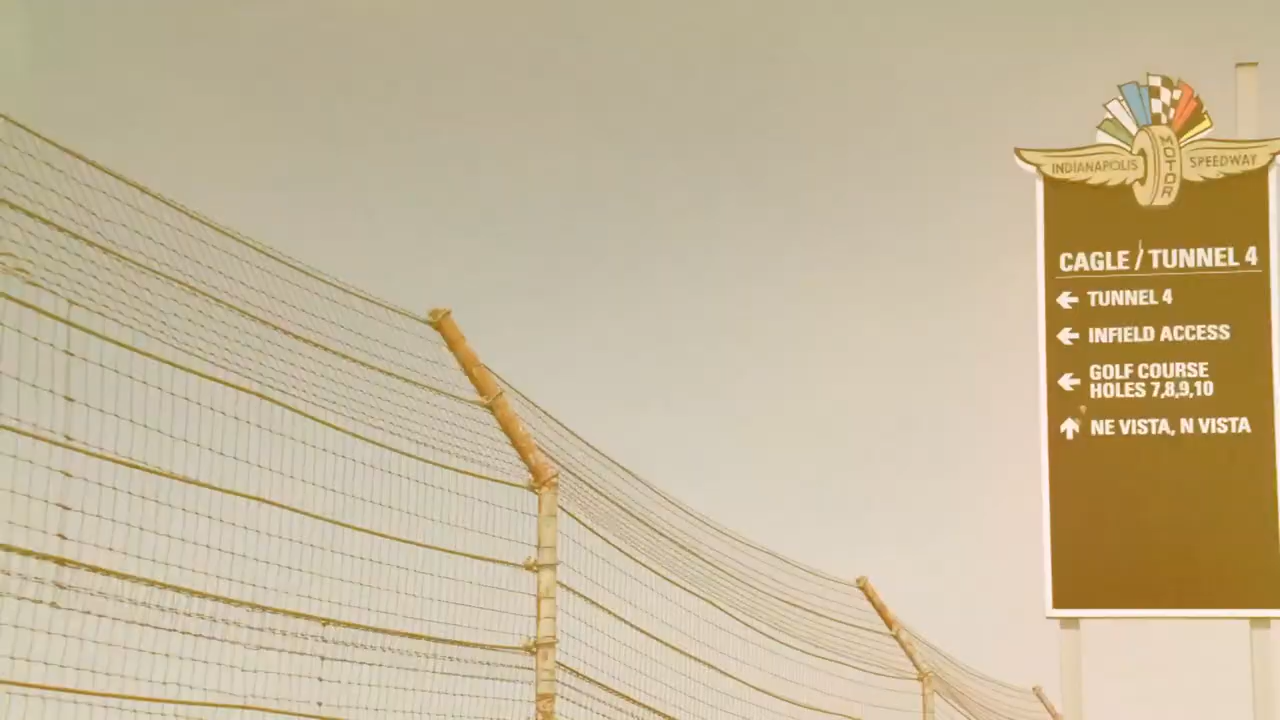 INDIANAPOLIS MOTOR SPEEDWAY
CAGLE / TUNNEL 4
← TUNNEL 4
← INFIELD ACCESS
← GOLF COURSE
HOLES 7,8,9,10
↑ NE VISTA, N VISTA